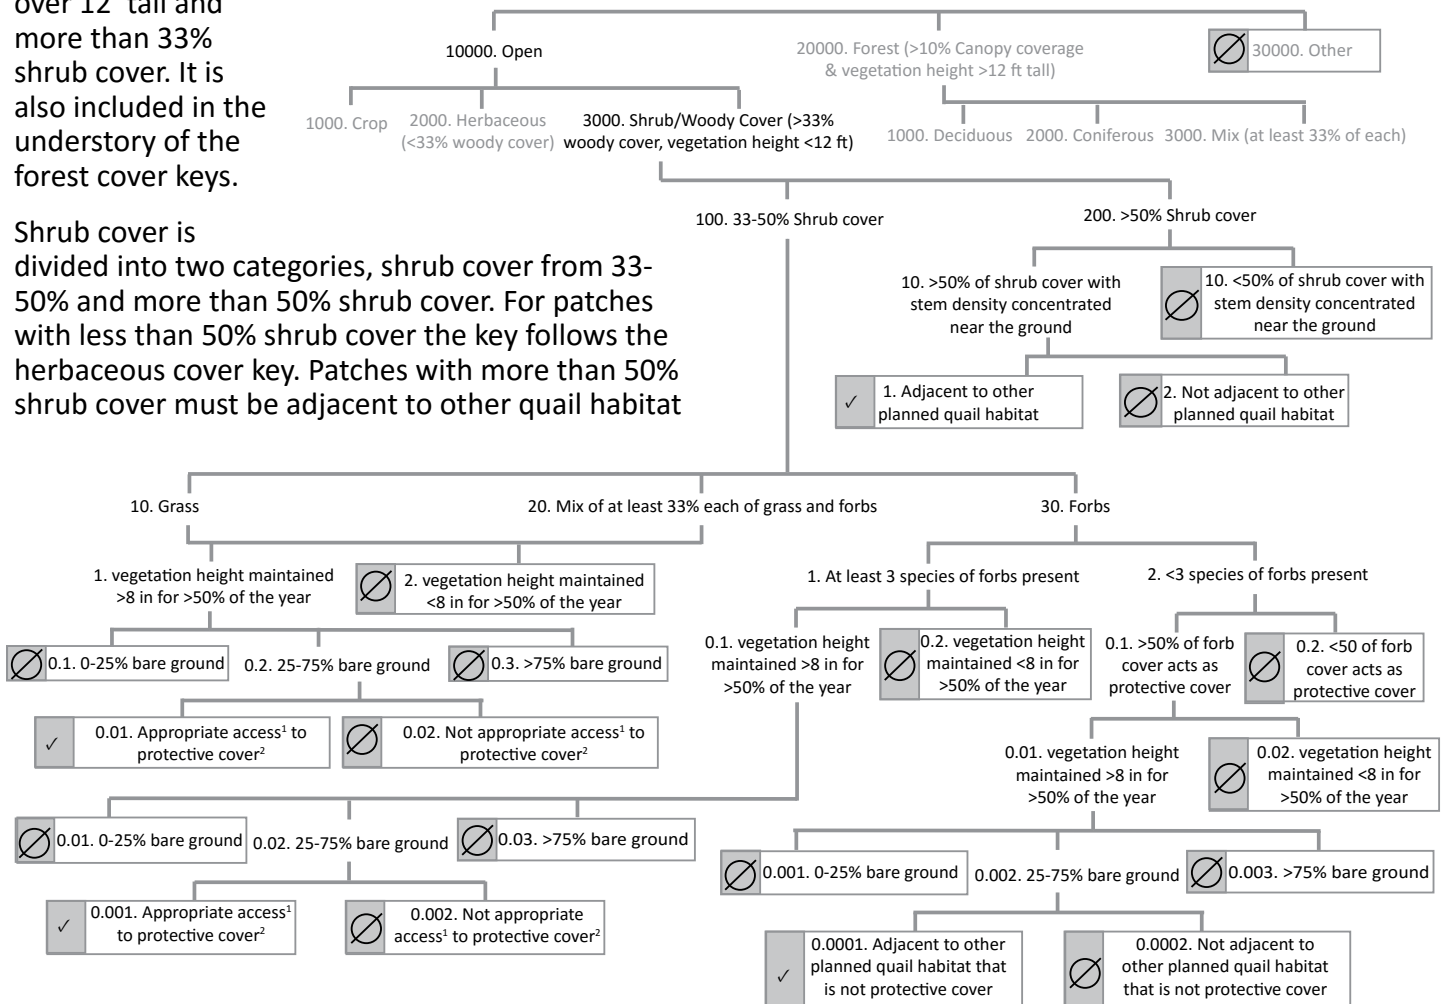 over 12" tall and
more than 33%
shrub cover. It is
also included in the
understory of the
forest cover keys.
Shrub cover is
divided into two categories, shrub cover from 33-
50% and more than 50% shrub cover. For patches
with less than 50% shrub cover the key follows the
herbaceous cover key. Patches with more than 50%
shrub cover must be adjacent to other quail habitat
10000. Open
20000. Forest (>10% Canopy coverage
& vegetation height >12 ft tall)
30000. Other
1000. Crop
2000. Herbaceous
(<33% woody cover)
3000. Shrub/Woody Cover (>33%
woody cover, vegetation height <12 ft)
1000. Deciduous
2000. Coniferous
3000. Mix (at least 33% of each)
100. 33-50% Shrub cover
200. >50% Shrub cover
10. >50% of shrub cover with
stem density concentrated
near the ground
10. <50% of shrub cover with
stem density concentrated
near the ground
✓
1. Adjacent to other
planned quail habitat
2. Not adjacent to other
planned quail habitat
10. Grass
20. Mix of at least 33% each of grass and forbs
30. Forbs
1. vegetation height maintained
>8 in for >50% of the year
2. vegetation height maintained
<8 in for >50% of the year
1. At least 3 species of forbs present
2. <3 species of forbs present
0.1. 0-25% bare ground
0.2. 25-75% bare ground
0.3. >75% bare ground
0.1. vegetation height
maintained >8 in for
>50% of the year
0.2. vegetation height
maintained <8 in for
>50% of the year
0.1. >50% of forb
cover acts as
protective cover
0.2. <50 of forb
cover acts as
protective cover
✓
0.01. Appropriate access¹ to
protective cover²
0.02. Not appropriate access¹ to
protective cover²
0.01. vegetation height
maintained >8 in for
>50% of the year
0.02. vegetation height
maintained <8 in for
>50% of the year
0.01. 0-25% bare ground
0.02. 25-75% bare ground
0.03. >75% bare ground
0.001. 0-25% bare ground
0.002. 25-75% bare ground
0.003. >75% bare ground
✓
0.001. Appropriate access¹
to protective cover²
0.002. Not appropriate
access¹ to protective cover²
✓
0.0001. Adjacent to other
planned quail habitat that
is not protective cover
0.0002. Not adjacent to
other planned quail habitat
that is not protective cover